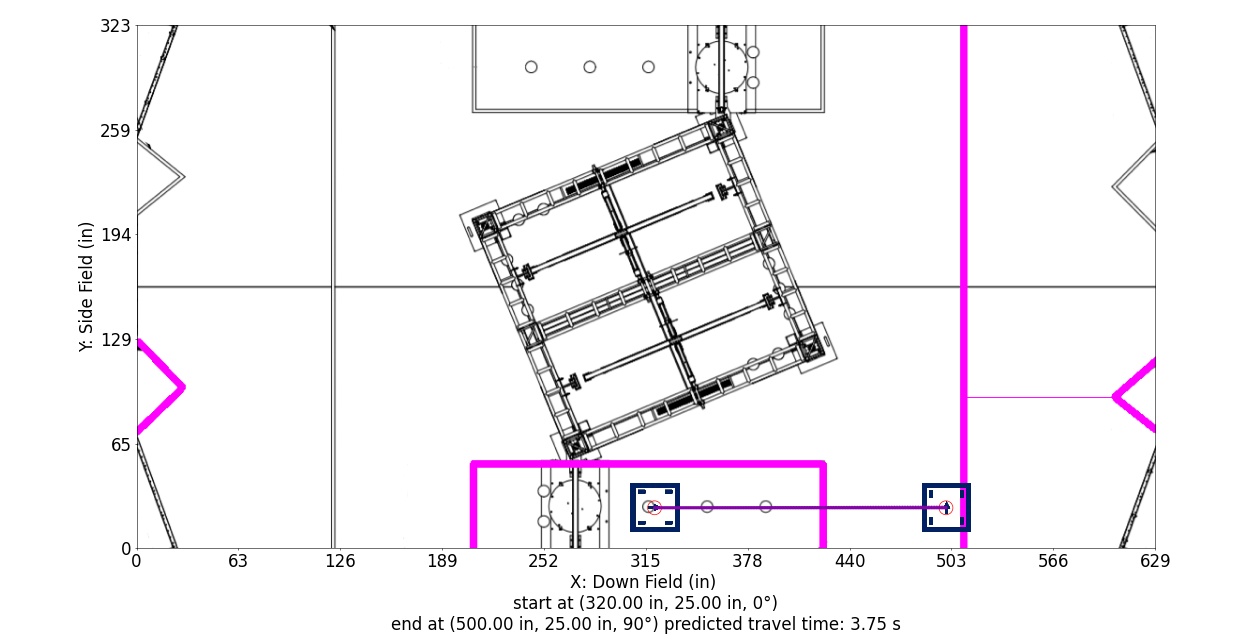 323
259
194
129
65
0
Y: Side Field (in)
0 63 126 189 252 315 378 440 503 566 629
X: Down Field (in)
start at (320.00 in, 25.00 in, 0°)
end at (500.00 in, 25.00 in, 90°) predicted travel time: 3.75 s